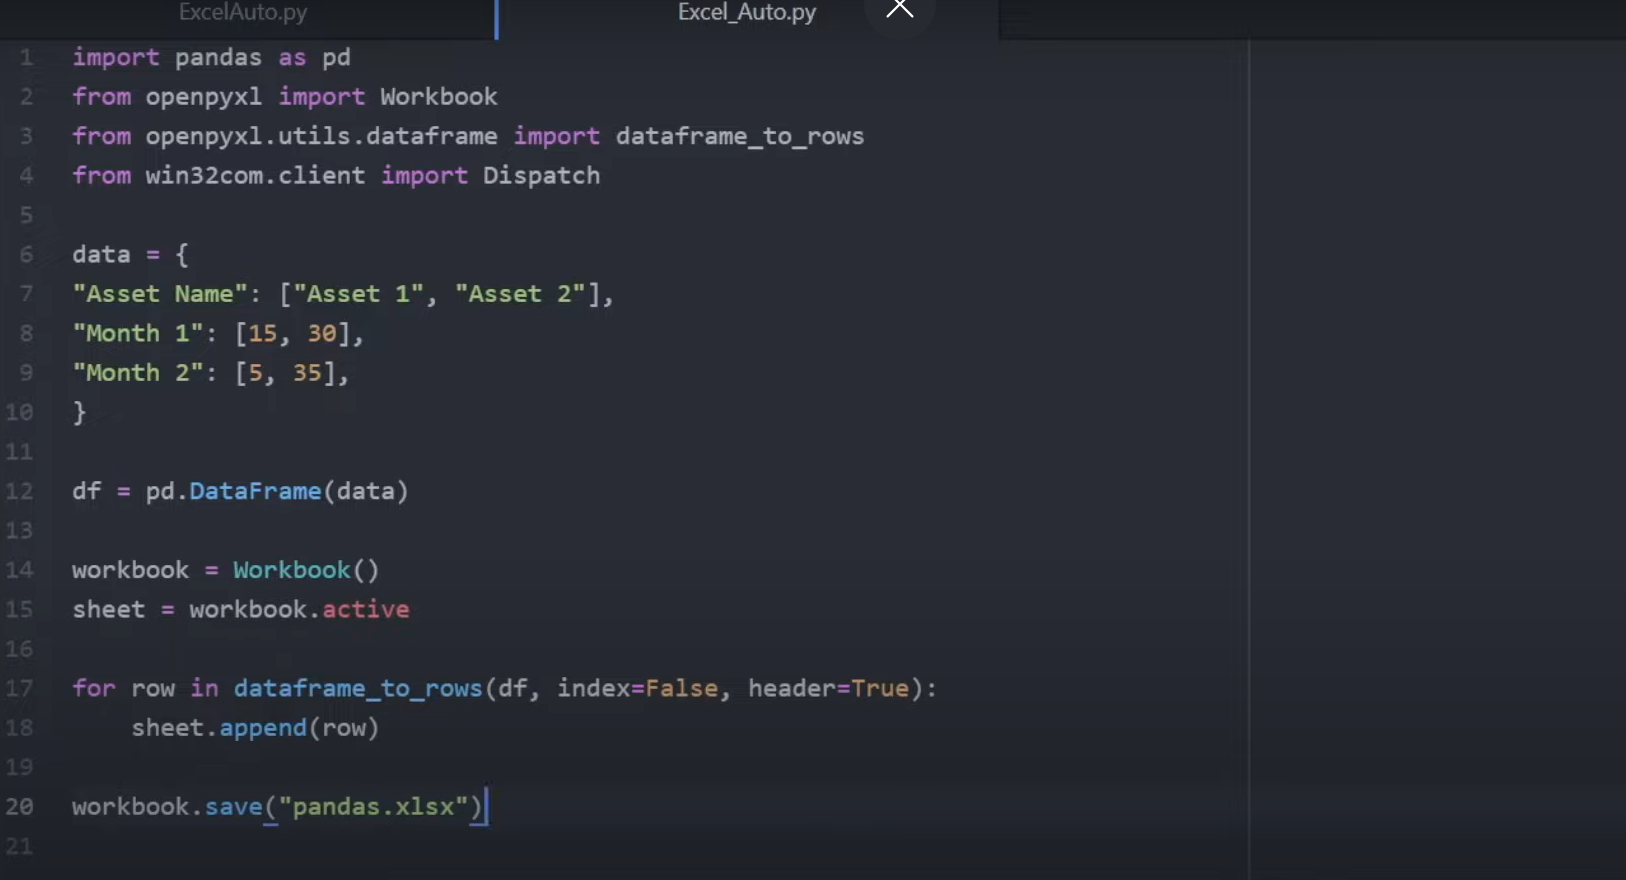 ExcelAuto.py
Excel_Auto.py
1 import pandas as pd
2 from openpyxl import Workbook
3 from openpyxl.utils.dataframe import dataframe_to_rows
4 from win32com.client import Dispatch
5
6 data = {
7 "Asset Name": ["Asset 1", "Asset 2"],
8 "Month 1": [15, 30],
9 "Month 2": [5, 35],
10 }
11
12 df = pd.DataFrame(data)
13
14 workbook = Workbook()
15 sheet = workbook.active
16
17 for row in dataframe_to_rows(df, index=False, header=True):
18     sheet.append(row)
19
20 workbook.save("pandas.xlsx")
21